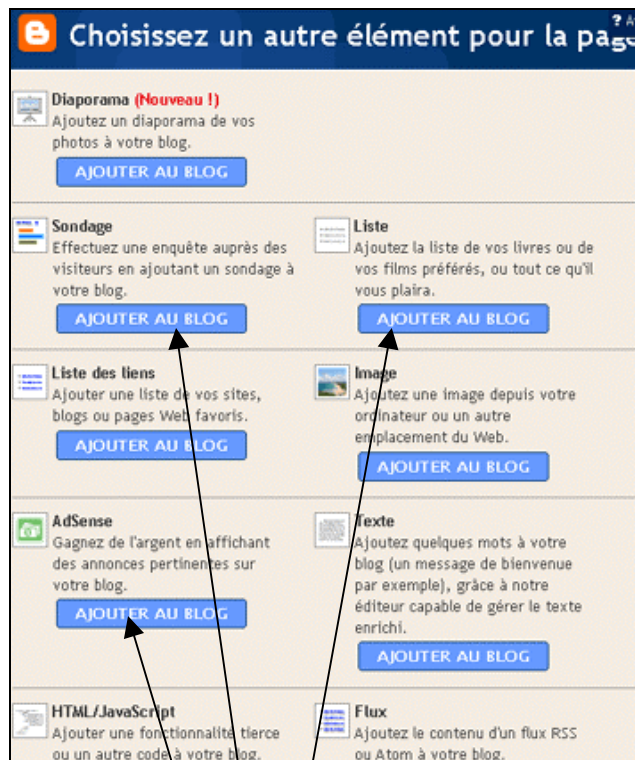 Choisissez un autre élément pour la page
?
Diaporama (Nouveau !)
Ajoutez un diaporama de vos
photos à votre blog.
AJOUTER AU BLOG
Sondage
Effectuez une enquête auprès des
visiteurs en ajoutant un sondage à
votre blog.
AJOUTER AU BLOG
Liste
Ajoutez la liste de vos livres ou de
vos films préférés, ou tout ce qu'il
vous plaira.
AJOUTER AU BLOG
Liste des liens
Ajouter une liste de vos sites,
blogs ou pages Web favoris.
AJOUTER AU BLOG
Image
Ajoutez une image depuis votre
ordinateur ou un autre
emplacement du Web.
AJOUTER AU BLOG
AdSense
Gagnez de l'argent en affichant
des annonces pertinentes sur
votre blog.
AJOUTER AU BLOG
Texte
Ajoutez quelques mots à votre
blog (un message de bienvenue
par exemple), grâce à notre
éditeur capable de gérer le texte
enrichi.
AJOUTER AU BLOG
HTML/JavaScript
Ajouter une fonctionnalité tierce
ou un autre code à votre blog.
Flux
Ajoutez le contenu d'un flux RSS
ou Atom à votre blog.